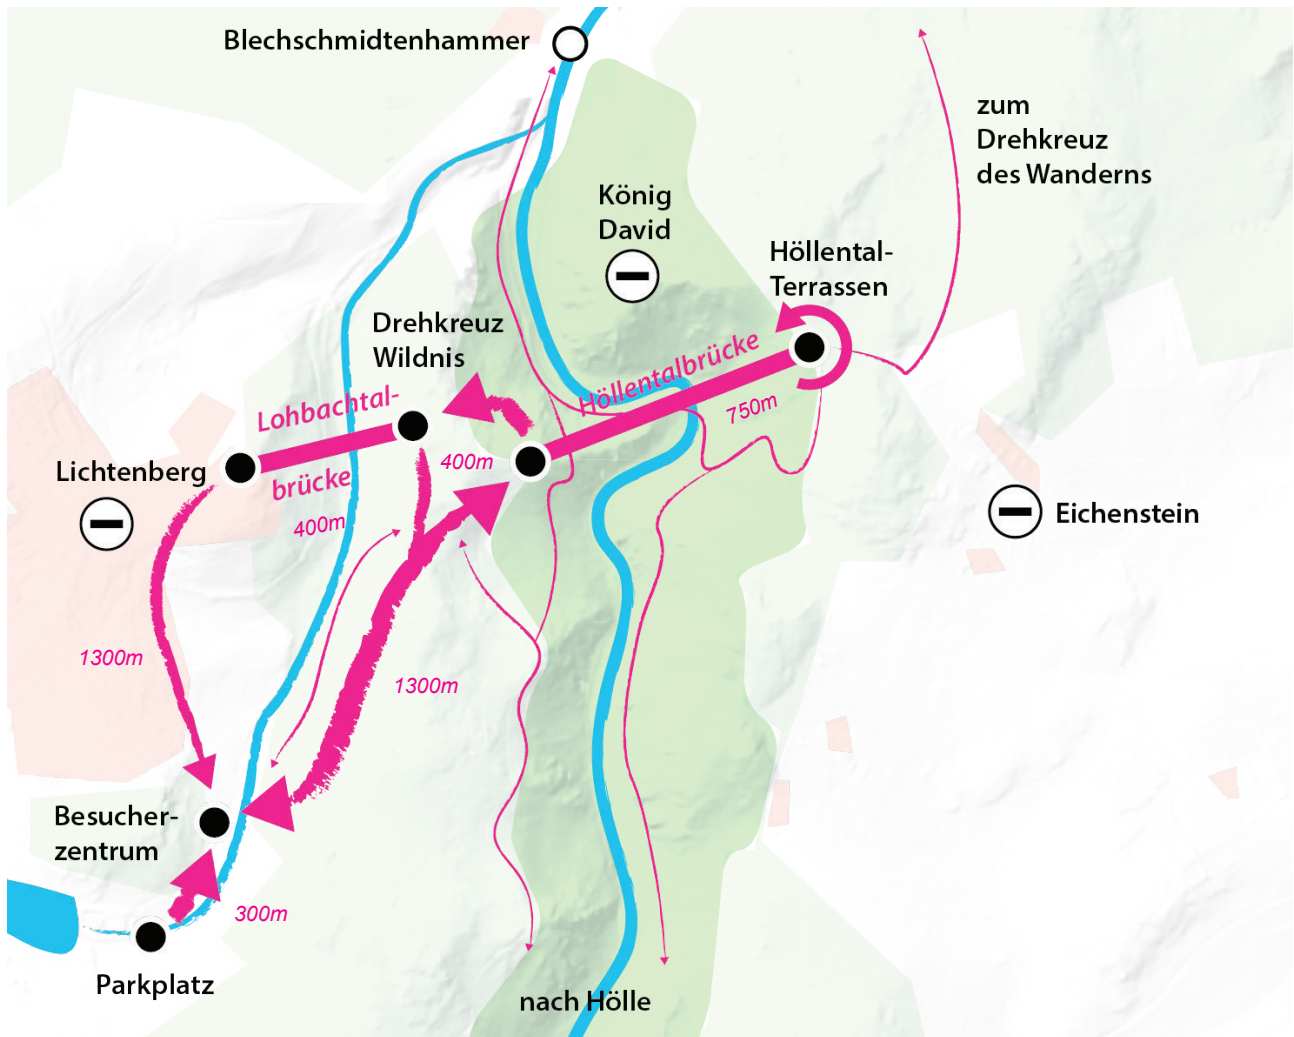 Blechschmidtenhammer
zum
Drehkreuz
des Wanderns
König
David
Höllental-
Terrassen
Drehkreuz
Wildnis
Höllentalbrücke
750m
Lohbachtal-
brücke
400m
400m
Lichtenberg
Eichenstein
1300m
1300m
Besucher-
zentrum
300m
Parkplatz
nach Hölle